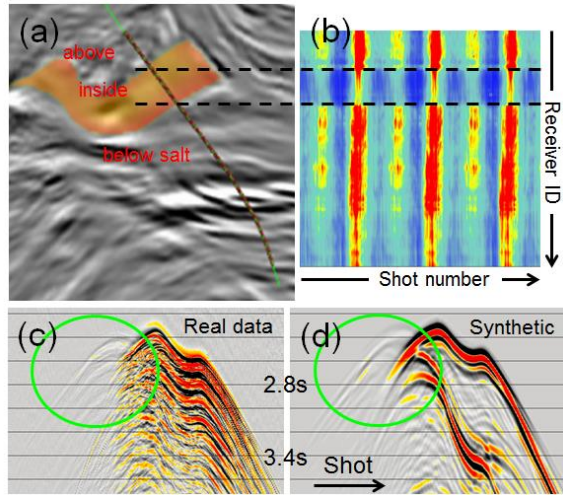 (a)
above
inside
below salt
(b)
Receiver ID
Shot number
(c)
Real data
2.8s
3.4s
(d)
Synthetic
Shot